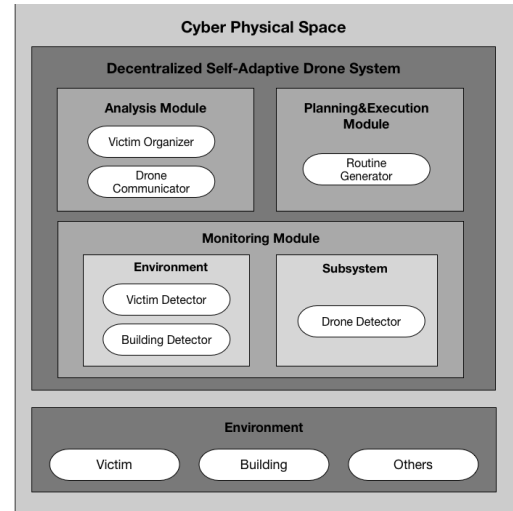 Cyber Physical Space
Decentralized Self-Adaptive Drone System
Analysis Module
Victim Organizer
Drone
Communicator
Planning&Execution
Module
Routine
Generator
Monitoring Module
Environment
Victim Detector
Building Detector
Subsystem
Drone Detector
Environment
Victim
Building
Others